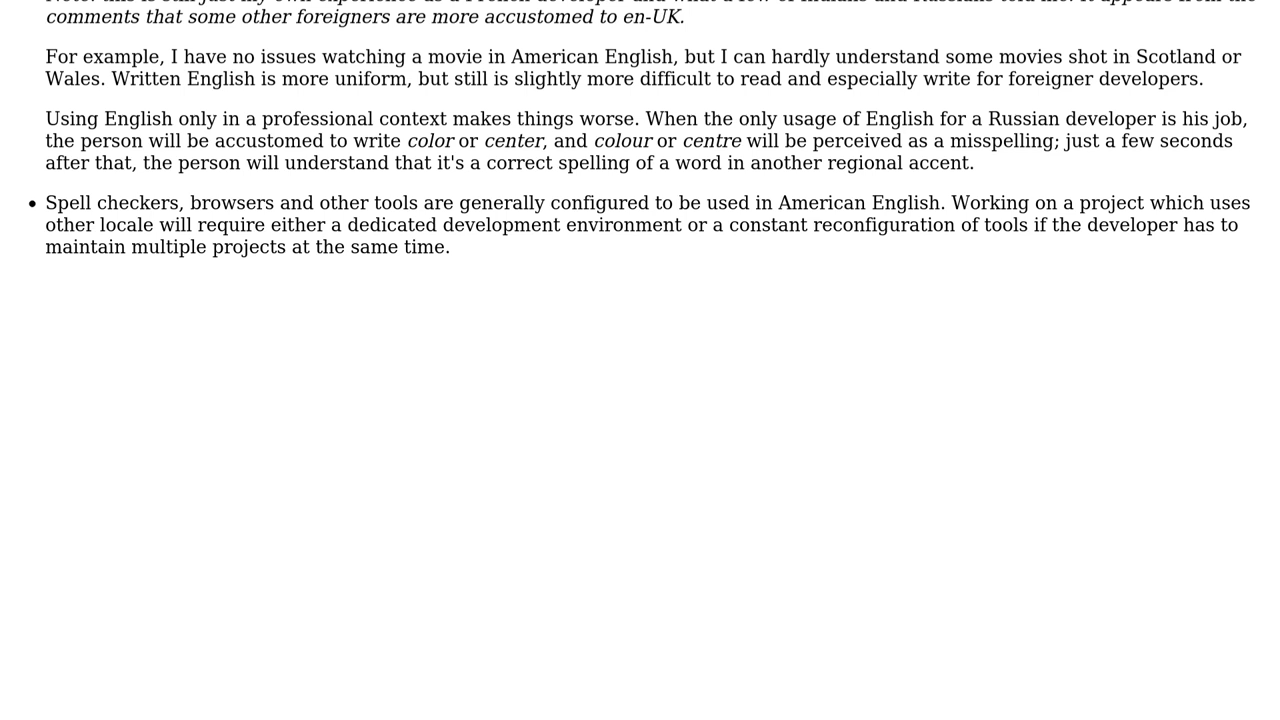 comments that some other foreigners are more accustomed to en-UK.
For example, I have no issues watching a movie in American English, but I can hardly understand some movies shot in Scotland or
Wales. Written English is more uniform, but still is slightly more difficult to read and especially write for foreigner developers.
Using English only in a professional context makes things worse. When the only usage of English for a Russian developer is his job,
the person will be accustomed to write color or center, and colour or centre will be perceived as a misspelling; just a few seconds
after that, the person will understand that it's a correct spelling of a word in another regional accent.
• Spell checkers, browsers and other tools are generally configured to be used in American English. Working on a project which uses
other locale will require either a dedicated development environment or a constant reconfiguration of tools if the developer has to
maintain multiple projects at the same time.